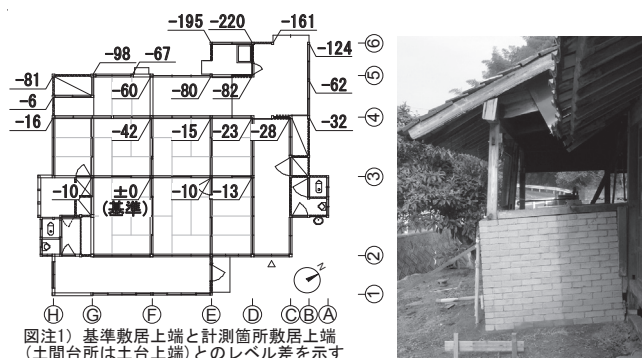 -195 -220 -161 ⑥
-98 -67 -124
-81 -60 -80 -82 -62 ⑤
-6
-16 -42 -15 -23 -28 -32 ④
-10 ±0 -10 -13 ③
(基準)
②
N
①
Ⓗ Ⓖ Ⓕ Ⓔ Ⓓ Ⓒ Ⓑ Ⓐ
図注1) 基準敷居上端と計測箇所敷居上端
(土間台所は土台上端)とのレベル差を示す